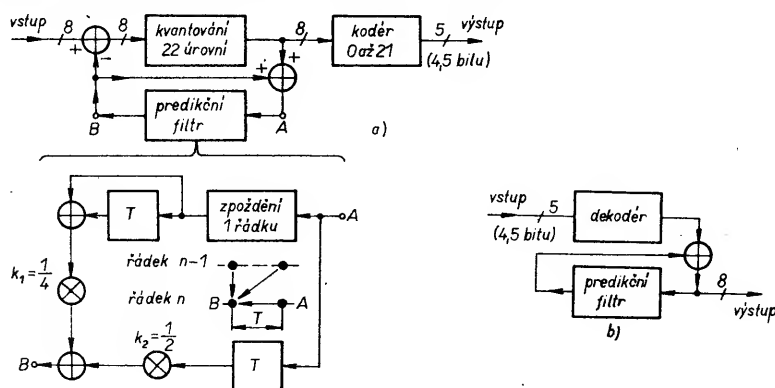 vstup
8
+
−
8
kvantování
22 úrovní
8
kodér
0 až 21
5
výstup
(4,5 bitu)
+
+
B
predikční
filtr
A
a)
T
zpoždění
1 řádku
A
k₁=1/4
řádek n−1
řádek n
B
A
T
k₂=1/2
B
T
vstup
5
(4,5 bitu)
dekodér
predikční
filtr
8
výstup
b)